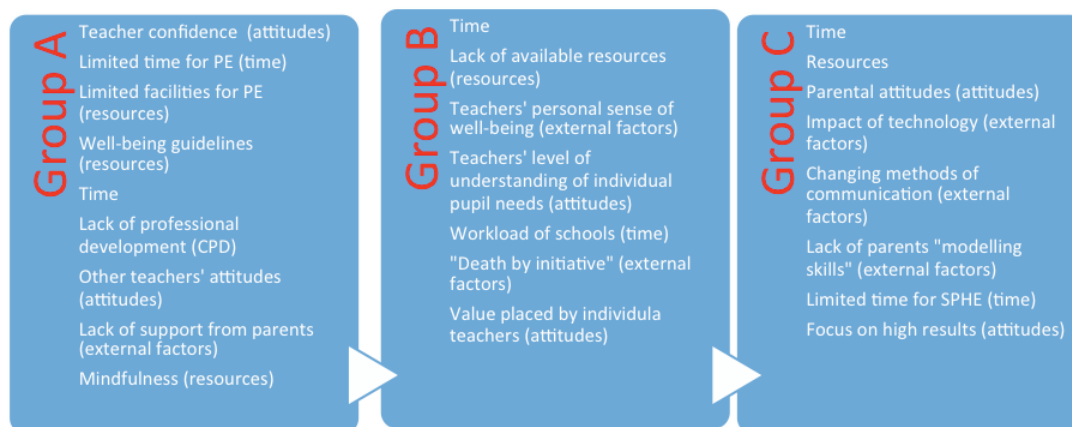 Group A
Teacher confidence  (attitudes)
Limited time for PE (time)
Limited facilities for PE
(resources)
Well-being guidelines
(resources)
Time
Lack of professional
development (CPD)
Other teachers' attitudes
(attitudes)
Lack of support from parents
(external factors)
Mindfulness (resources)
Group B
Time
Lack of available resources
(resources)
Teachers' personal sense of
well-being (external factors)
Teachers' level of
understanding of individual
pupil needs (attitudes)
Workload of schools (time)
"Death by initiative" (external
factors)
Value placed by individula
teachers (attitudes)
Group C
Time
Resources
Parental attitudes (attitudes)
Impact of technology (external
factors)
Changing methods of
communication (external
factors)
Lack of parents "modelling
skills" (external factors)
Limited time for SPHE (time)
Focus on high results (attitudes)